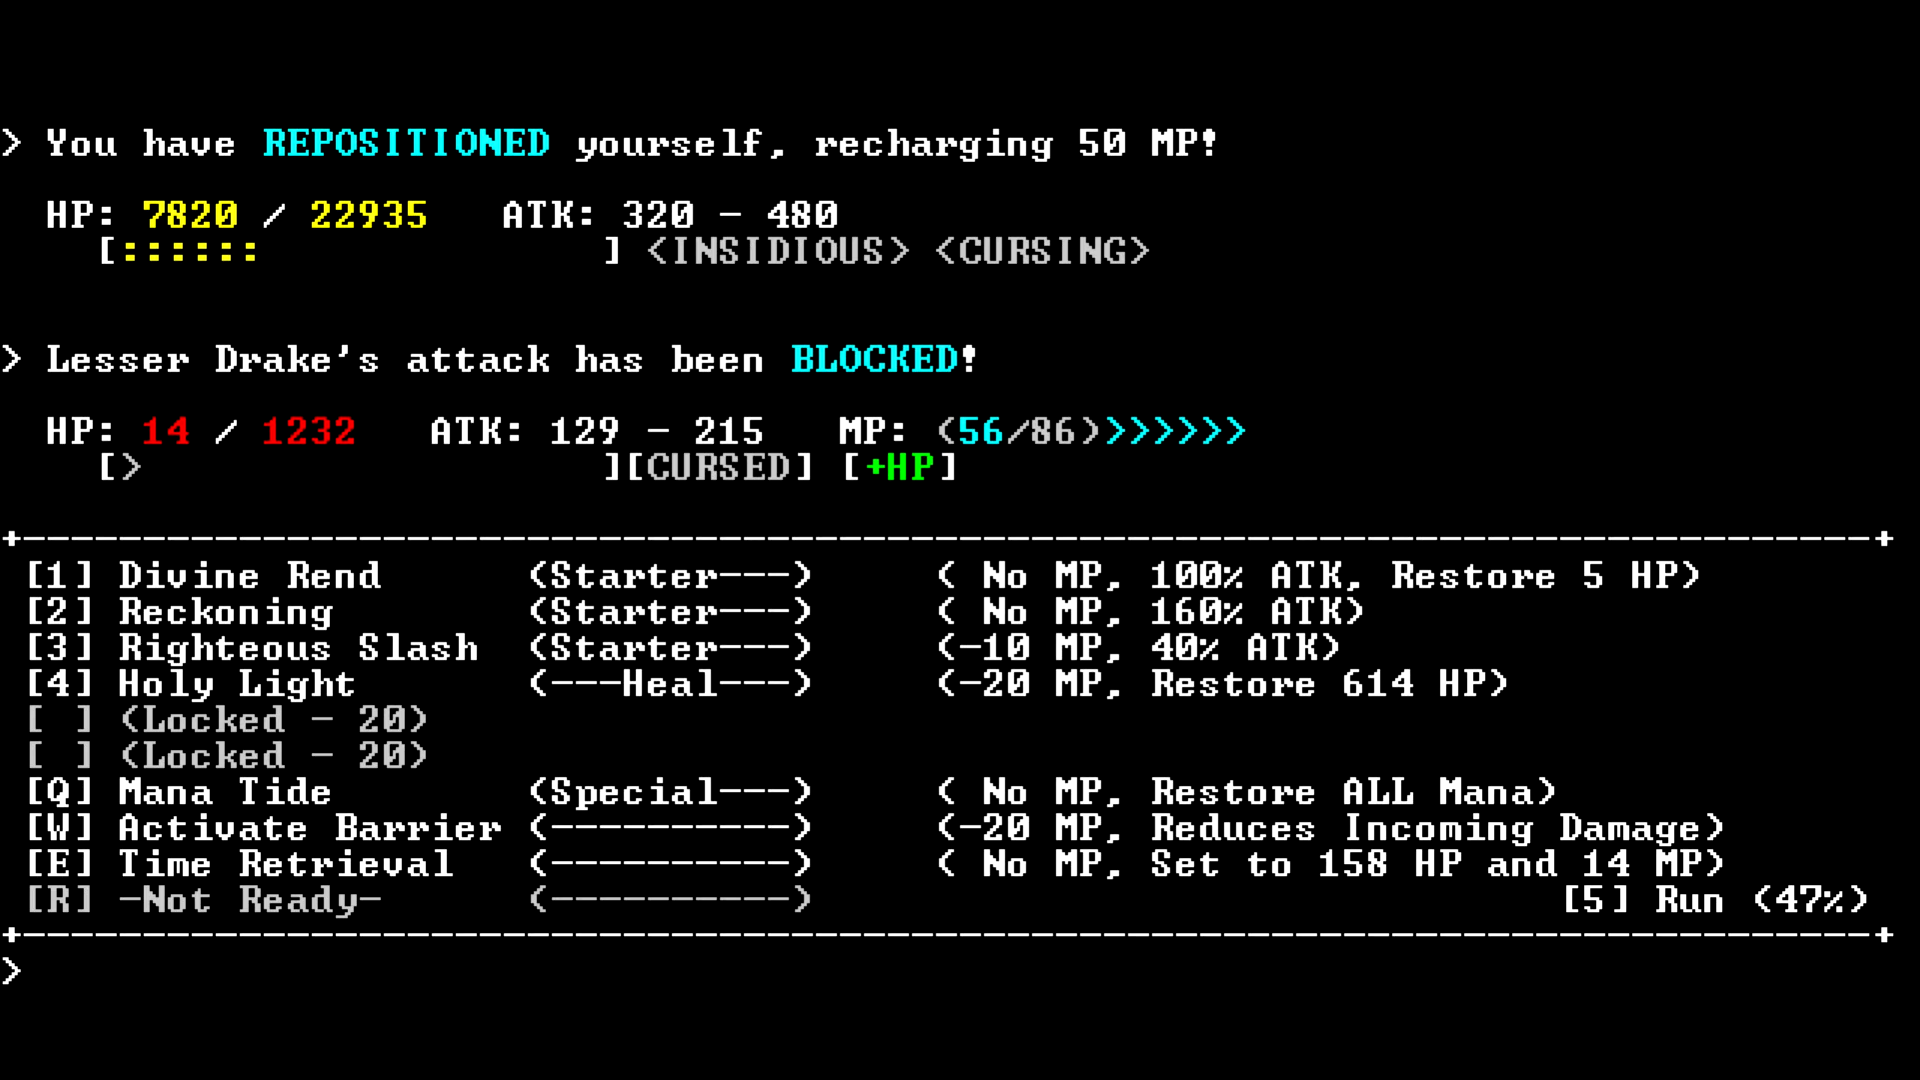 > You have REPOSITIONED yourself, recharging 50 MP!
HP: 7820 / 22935   ATK: 320 - 480
[::::::              ] <INSIDIOUS> <CURSING>
> Lesser Drake's attack has been BLOCKED!
HP: 14 / 1232   ATK: 129 - 215   MP: (56/86)>>>>>>
[>                   ][CURSED] [+HP]
+-----------------------------------------------------------------------------+
[1] Divine Rend      (Starter---)     ( No MP, 100% ATK, Restore 5 HP)
[2] Reckoning        (Starter---)     ( No MP, 160% ATK)
[3] Righteous Slash  (Starter---)     (-10 MP, 40% ATK)
[4] Holy Light       (---Heal---)     (-20 MP, Restore 614 HP)
[ ] (Locked - 20)
[ ] (Locked - 20)
[Q] Mana Tide        (Special---)     ( No MP, Restore ALL Mana)
[W] Activate Barrier (----------)     (-20 MP, Reduces Incoming Damage)
[E] Time Retrieval   (----------)     ( No MP, Set to 158 HP and 14 MP)
[R] -Not Ready-      (----------)                               [5] Run (47%)
+-----------------------------------------------------------------------------+
>